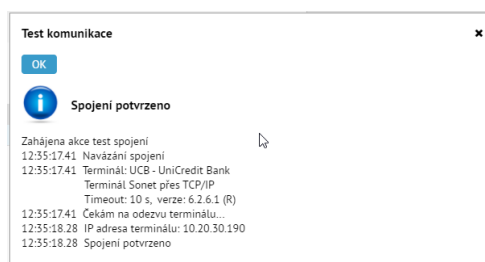 Test komunikace
OK
Spojení potvrzeno
Zahájena akce test spojení
12:35:17.41 Navázání spojení
12:35:17.41 Terminál: UCB - UniCredit Bank
Terminál Sonet přes TCP/IP
Timeout: 10 s, verze: 6.2.6.1 (R)
12:35:17.41 Čekám na odezvu terminálu...
12:35:18.28 IP adresa terminálu: 10.20.30.190
12:35:18.28 Spojení potvrzeno